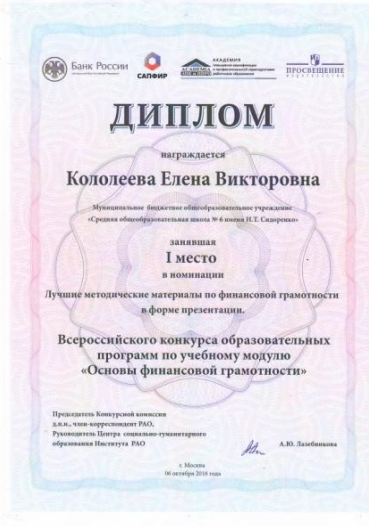 Банк России
САПФИР
АКАДЕМИЯ
ПРОСВЕЩЕНИЕ
ДИПЛОМ
награждается
Кололеева Елена Викторовна
Муниципальное бюджетное общеобразовательное учреждение
«Средняя общеобразовательная школа № 6 имени И.Т. Сидоренко»
занявшая
I место
в номинации
Лучшие методические материалы по финансовой грамотности
в форме презентации.
Всероссийского конкурса образовательных
программ по учебному модулю
«Основы финансовой грамотности»
Председатель Конкурсной комиссии
д.п.н., член-корреспондент РАО,
Руководитель Центра социально-гуманитарного
образования Института РАО
А.Ю. Лазебникова
г. Москва
06 октября 2016 года